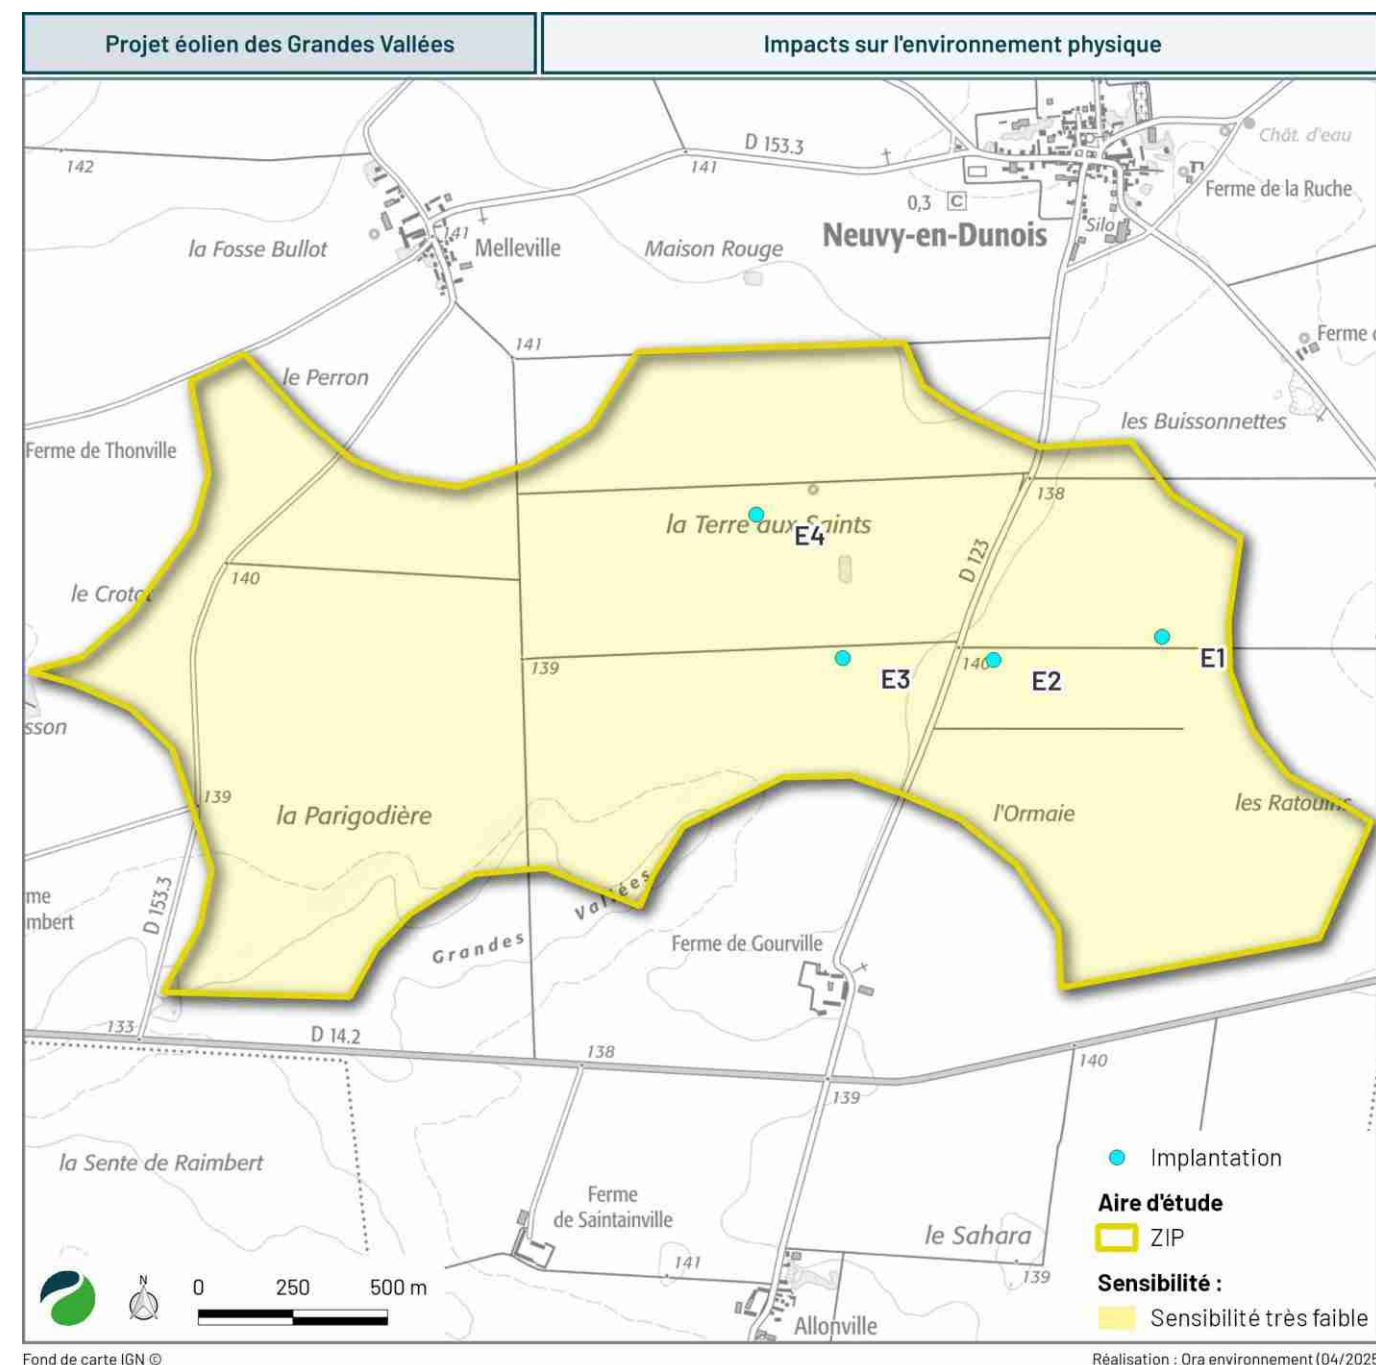 Projet éolien des Grandes Vallées
Impacts sur l'environnement physique
142
141
D 153.3
Chât. d'eau
Ferme de la Ruche
0,3 C
Neuvy-en-Dunois
Silo
la Fosse Bullot
141
Melleville
Maison Rouge
141
Ferme
le Perron
les Buissonnettes
Ferme de Thonville
138
la Terre aux Saints
E4
D 123
140
le Crotot
139
E3
140
E2
E1
sson
139
la Parigodière
l'Ormaie
les Ratouins
me
mbert
D 153.3
Grandes Vallées
Ferme de Gourville
133
D 14.2
138
139
140
la Sente de Raimbert
Ferme
de Saintainville
141
le Sahara
139
Allonville
Implantation
Aire d'étude
ZIP
Sensibilité :
Sensibilité très faible
N
0 250 500 m
Fond de carte IGN ©
Réalisation : Ora environnement (04/2025